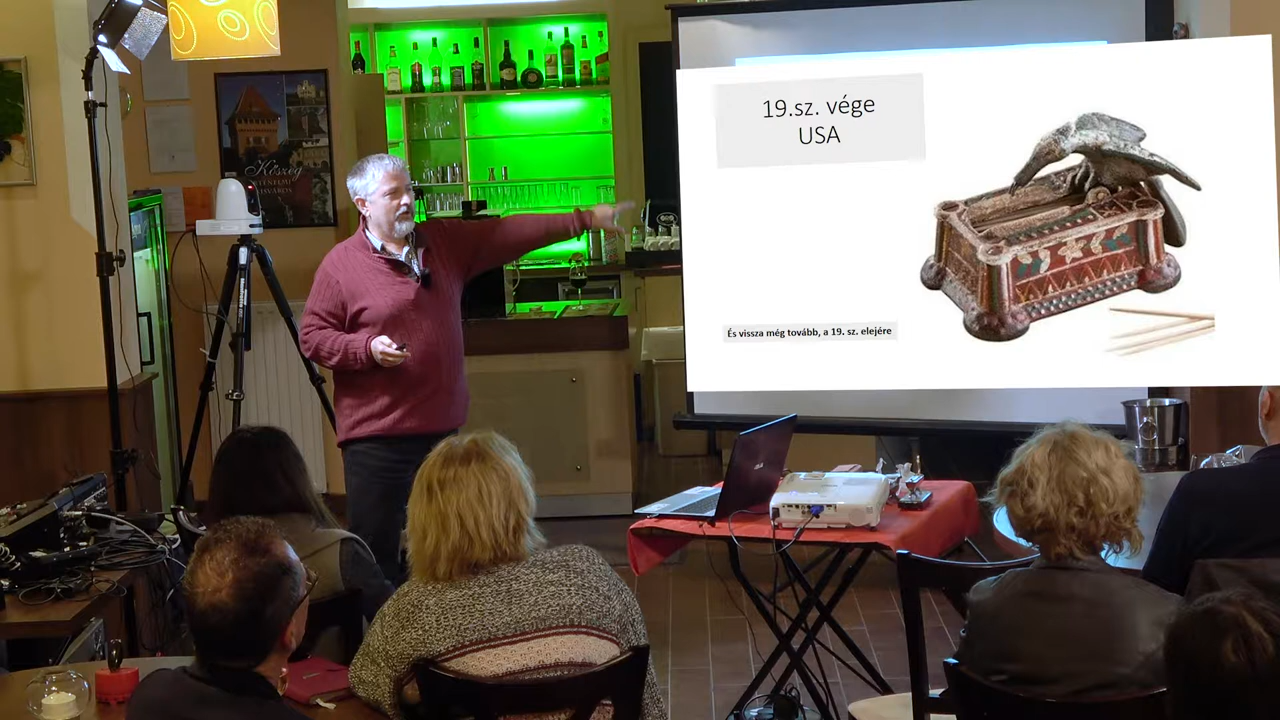 19.sz. vége
USA
És vissza még tovább, a 19. sz. elejére
Kőszeg